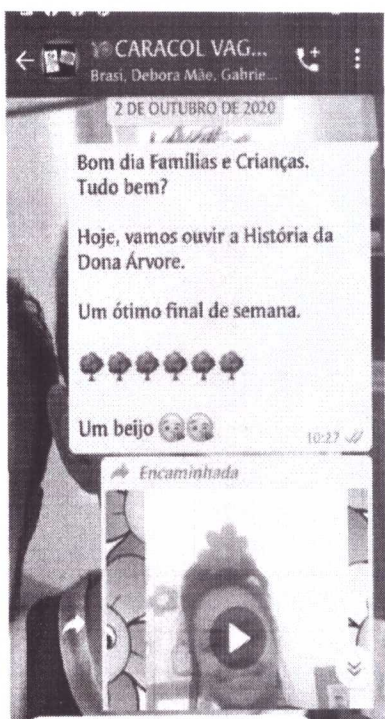 CARACOL VAG...
Brasi, Debora Mãe, Gabrie...
2 DE OUTUBRO DE 2020
Bom dia Famílias e Crianças.
Tudo bem?
Hoje, vamos ouvir a História da
Dona Árvore.
Um ótimo final de semana.
🌳🌳🌳🌳🌳🌳
Um beijo 😘😘
10:27
Encaminhada